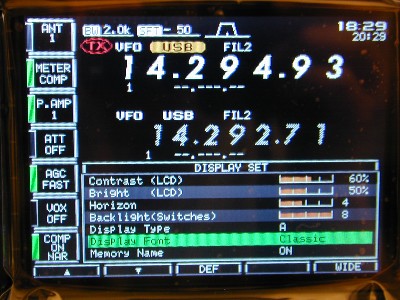 ANT
1
BW 2.0k SFT - 50
18:29
20:29
TX VFO USB FIL2
METER
COMP
14.294.93
1 --.---.--
P.AMP
1
VFO USB FIL2
ATT
OFF
14.292.71
1 --.---.--
AGC
FAST
DISPLAY SET
Contrast (LCD) 60%
Bright (LCD) 50%
VOX
OFF
Horizon 4
Backlight(Switches) 8
Display Type A
COMP
ON
NAR
Display Font Classic
Memory Name ON
▲ ▼ DEF WIDE